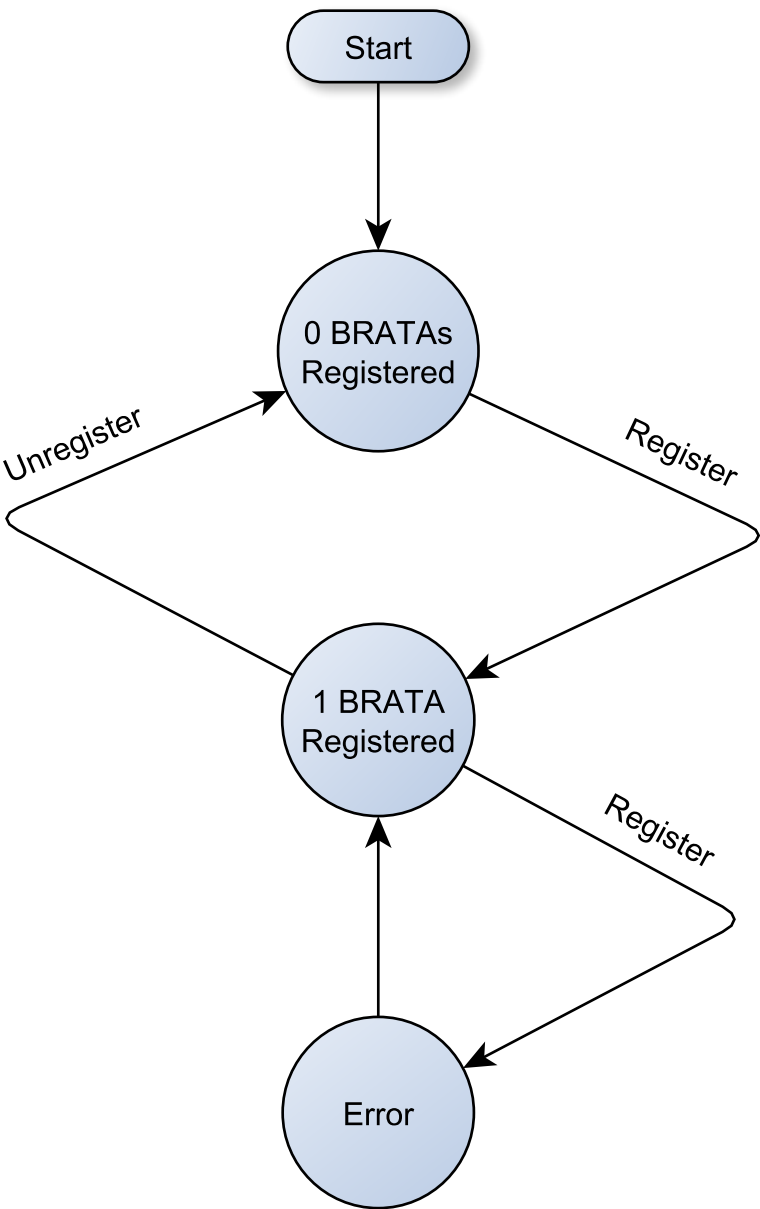 Start
0 BRATAs
Registered
Unregister
Register
1 BRATA
Registered
Register
Error